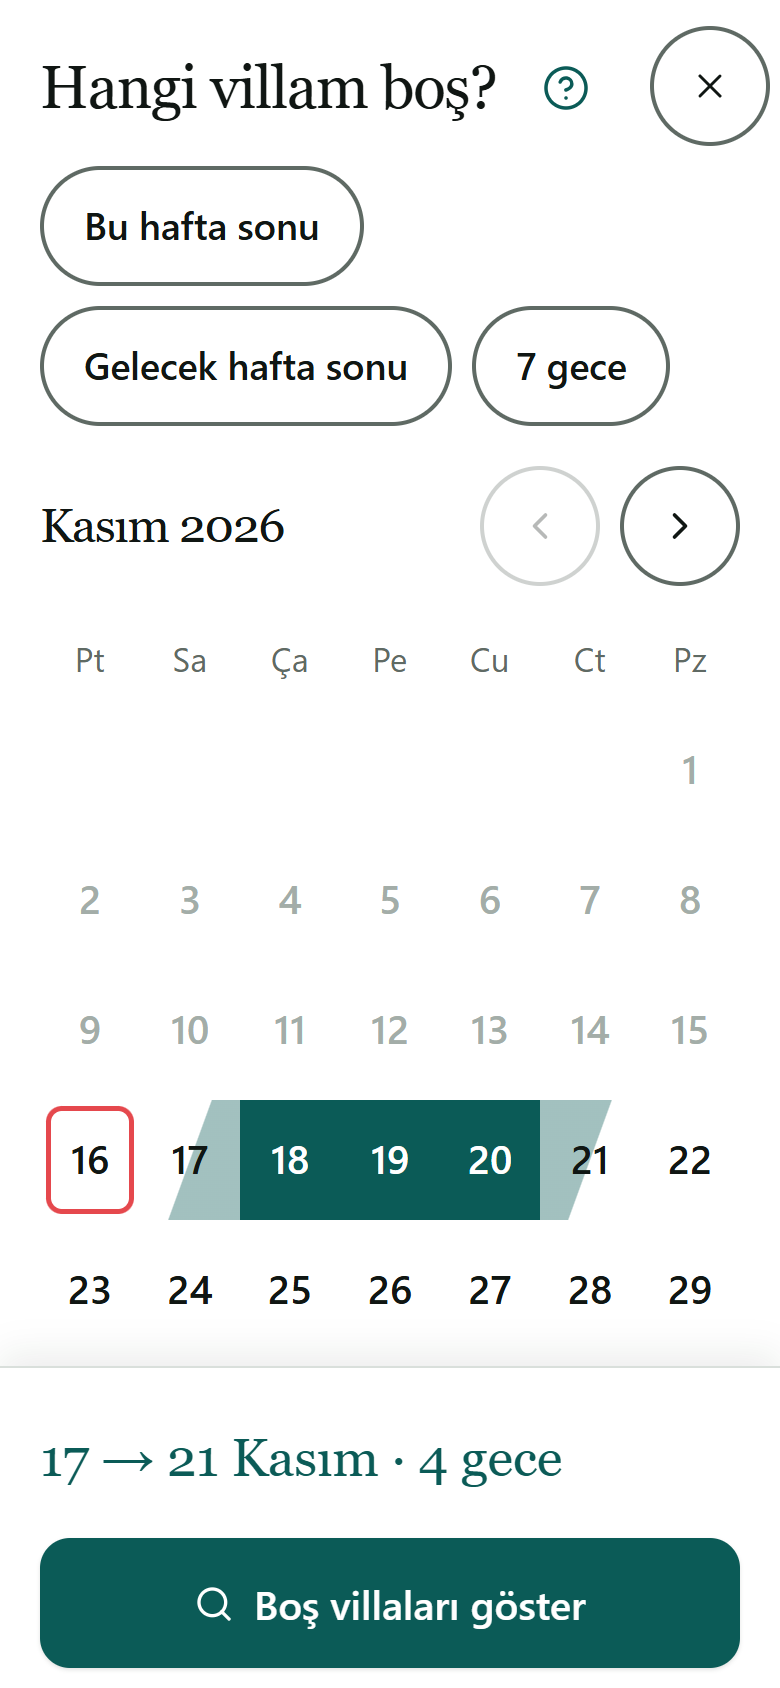 Hangi villam boş?
Bu hafta sonu
Gelecek hafta sonu 7 gece
Kasım 2026
Pt Sa Ça Pe Cu Ct Pz
1
2 3 4 5 6 7 8
9 10 11 12 13 14 15
16 17 18 19 20 21 22
23 24 25 26 27 28 29
17 → 21 Kasım · 4 gece
Boş villaları göster